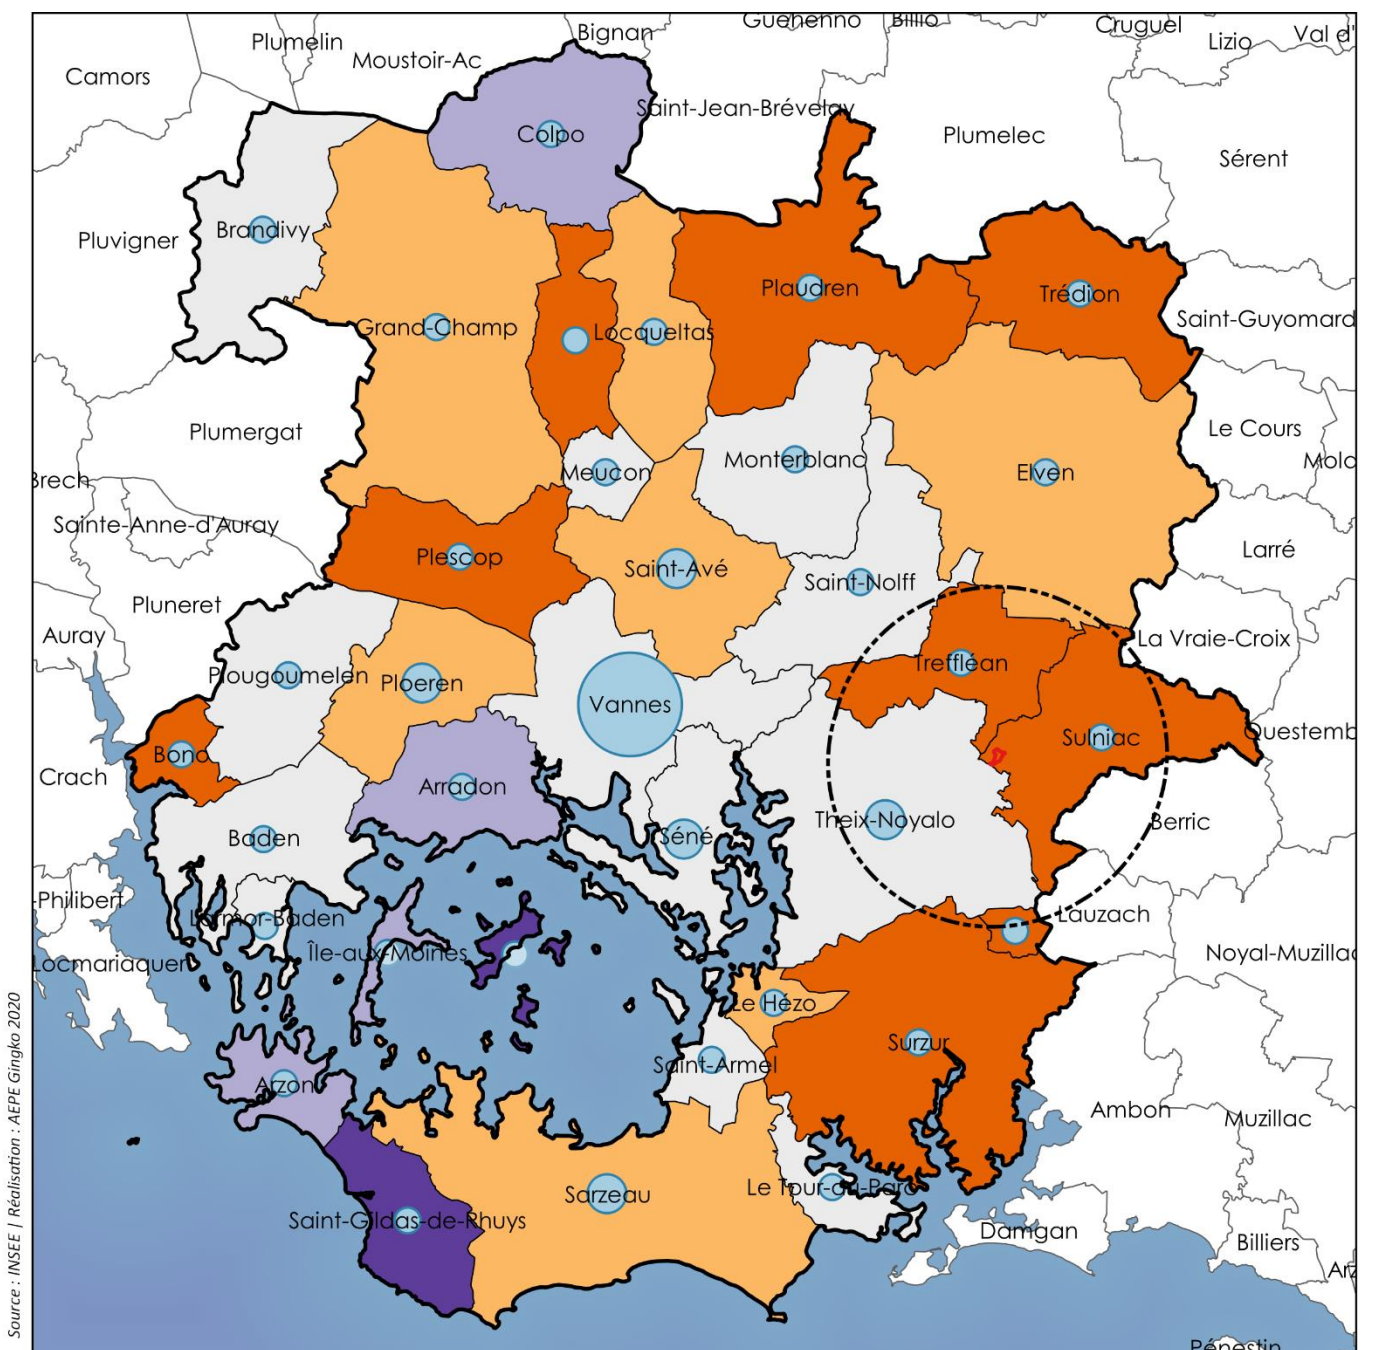 Guéhenno
Billio
Cruguel
Bignan
Lizio
Val d'
Plumelin
Moustoir-Ac
Camors
Saint-Jean-Brévelay
Colpo
Plumelec
Sérent
Brandivy
Pluvigner
Plaudren
Trédion
Saint-Guyomard
Grand-Champ
Locqueltas
Plumergat
Le Cours
Monterblanc
Molac
Meucon
Elven
Brech
Sainte-Anne-d'Auray
Larré
Plescop
Saint-Avé
Saint-Nolff
Pluneret
Auray
La Vraie-Croix
Treffléan
Plougoumelen
Ploeren
Vannes
Questemb
Sulniac
Bono
Crach
Arradon
Theix-Noyalo
Berric
Baden
Séné
-Philibert
Larmor-Baden
Lauzach
Île-aux-Moines
Noyal-Muzillac
Locmariaquer
Le Hézo
Surzur
Saint-Armel
Arzon
Ambon
Muzillac
Le Tour-du-Parc
Sarzeau
Saint-Gildas-de-Rhuys
Damgan
Billiers
Arz
Pénestin
Source : INSEE | Réalisation : AEPE Gingko 2020